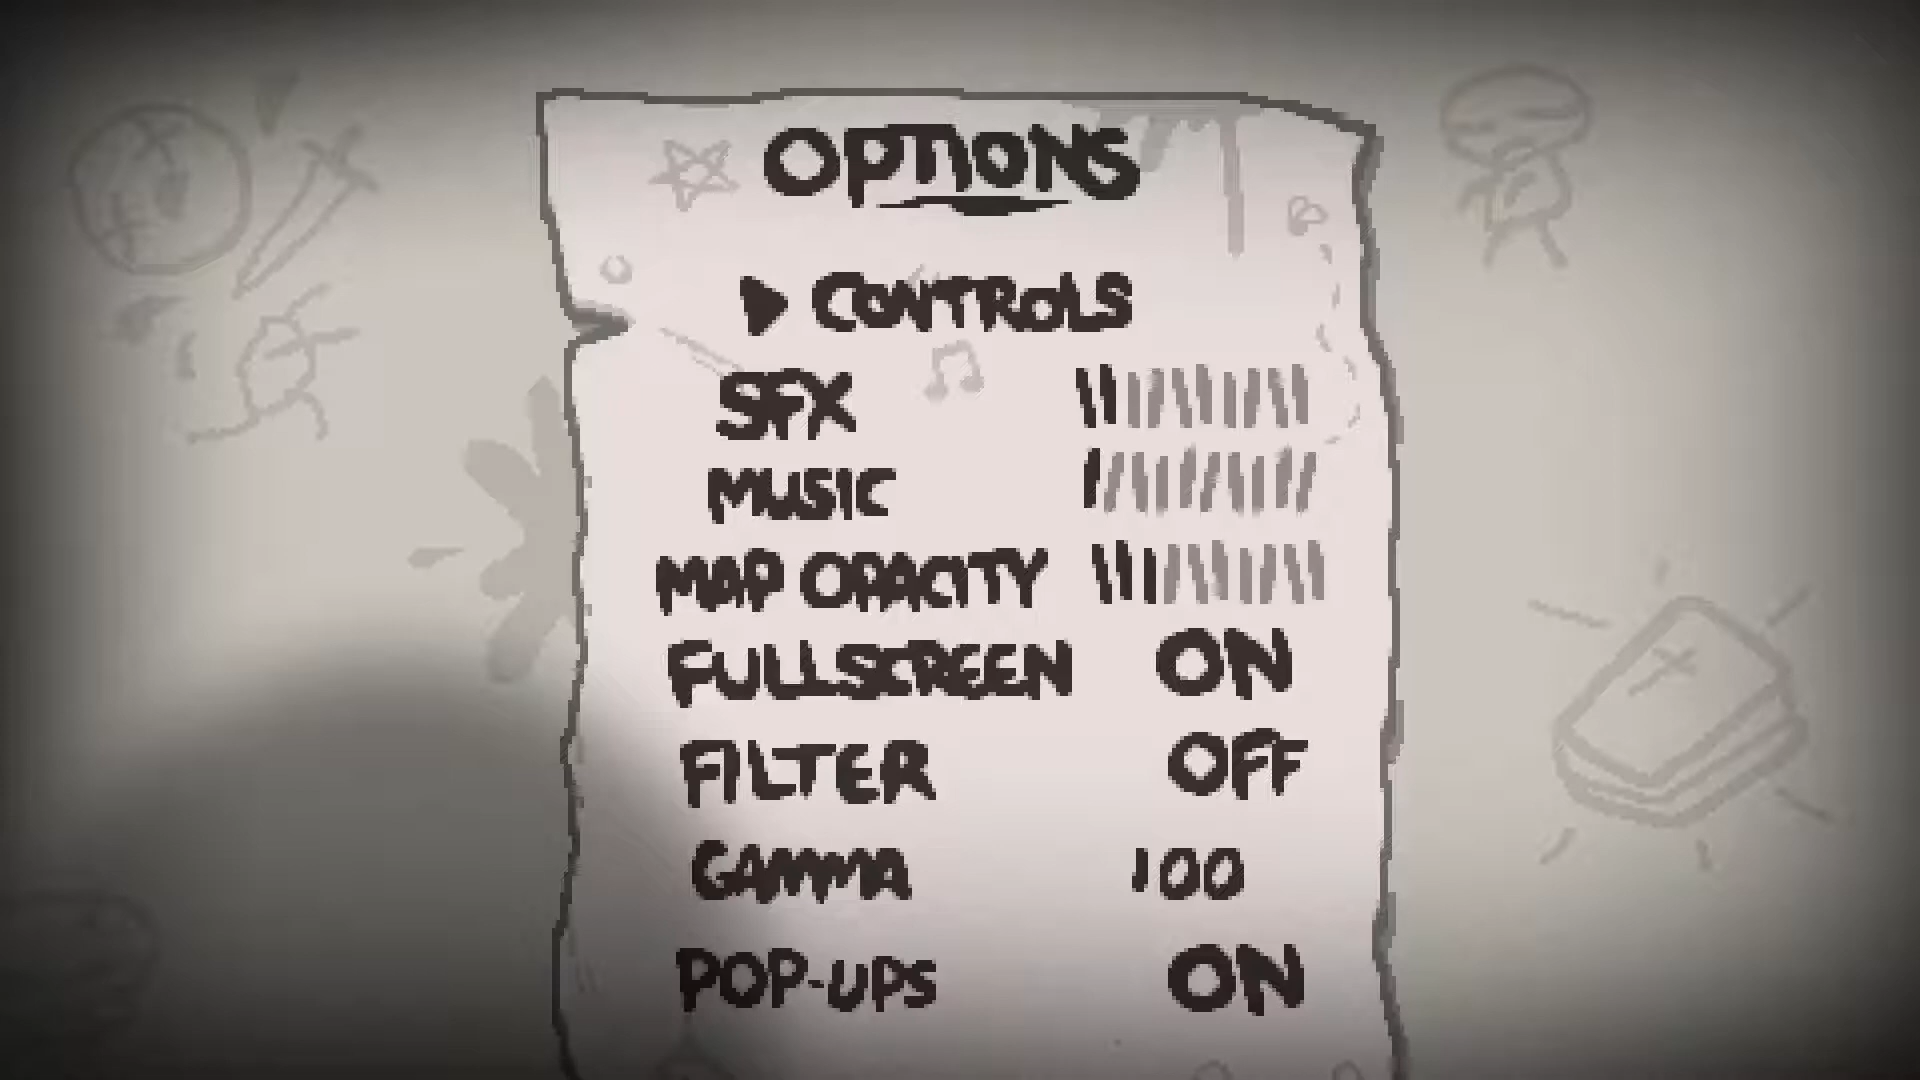 OPTIONS
CONTROLS
SFX
MUSIC
MAP OPACITY
FULLSCREEN ON
FILTER OFF
GAMMA 100
POP-UPS ON